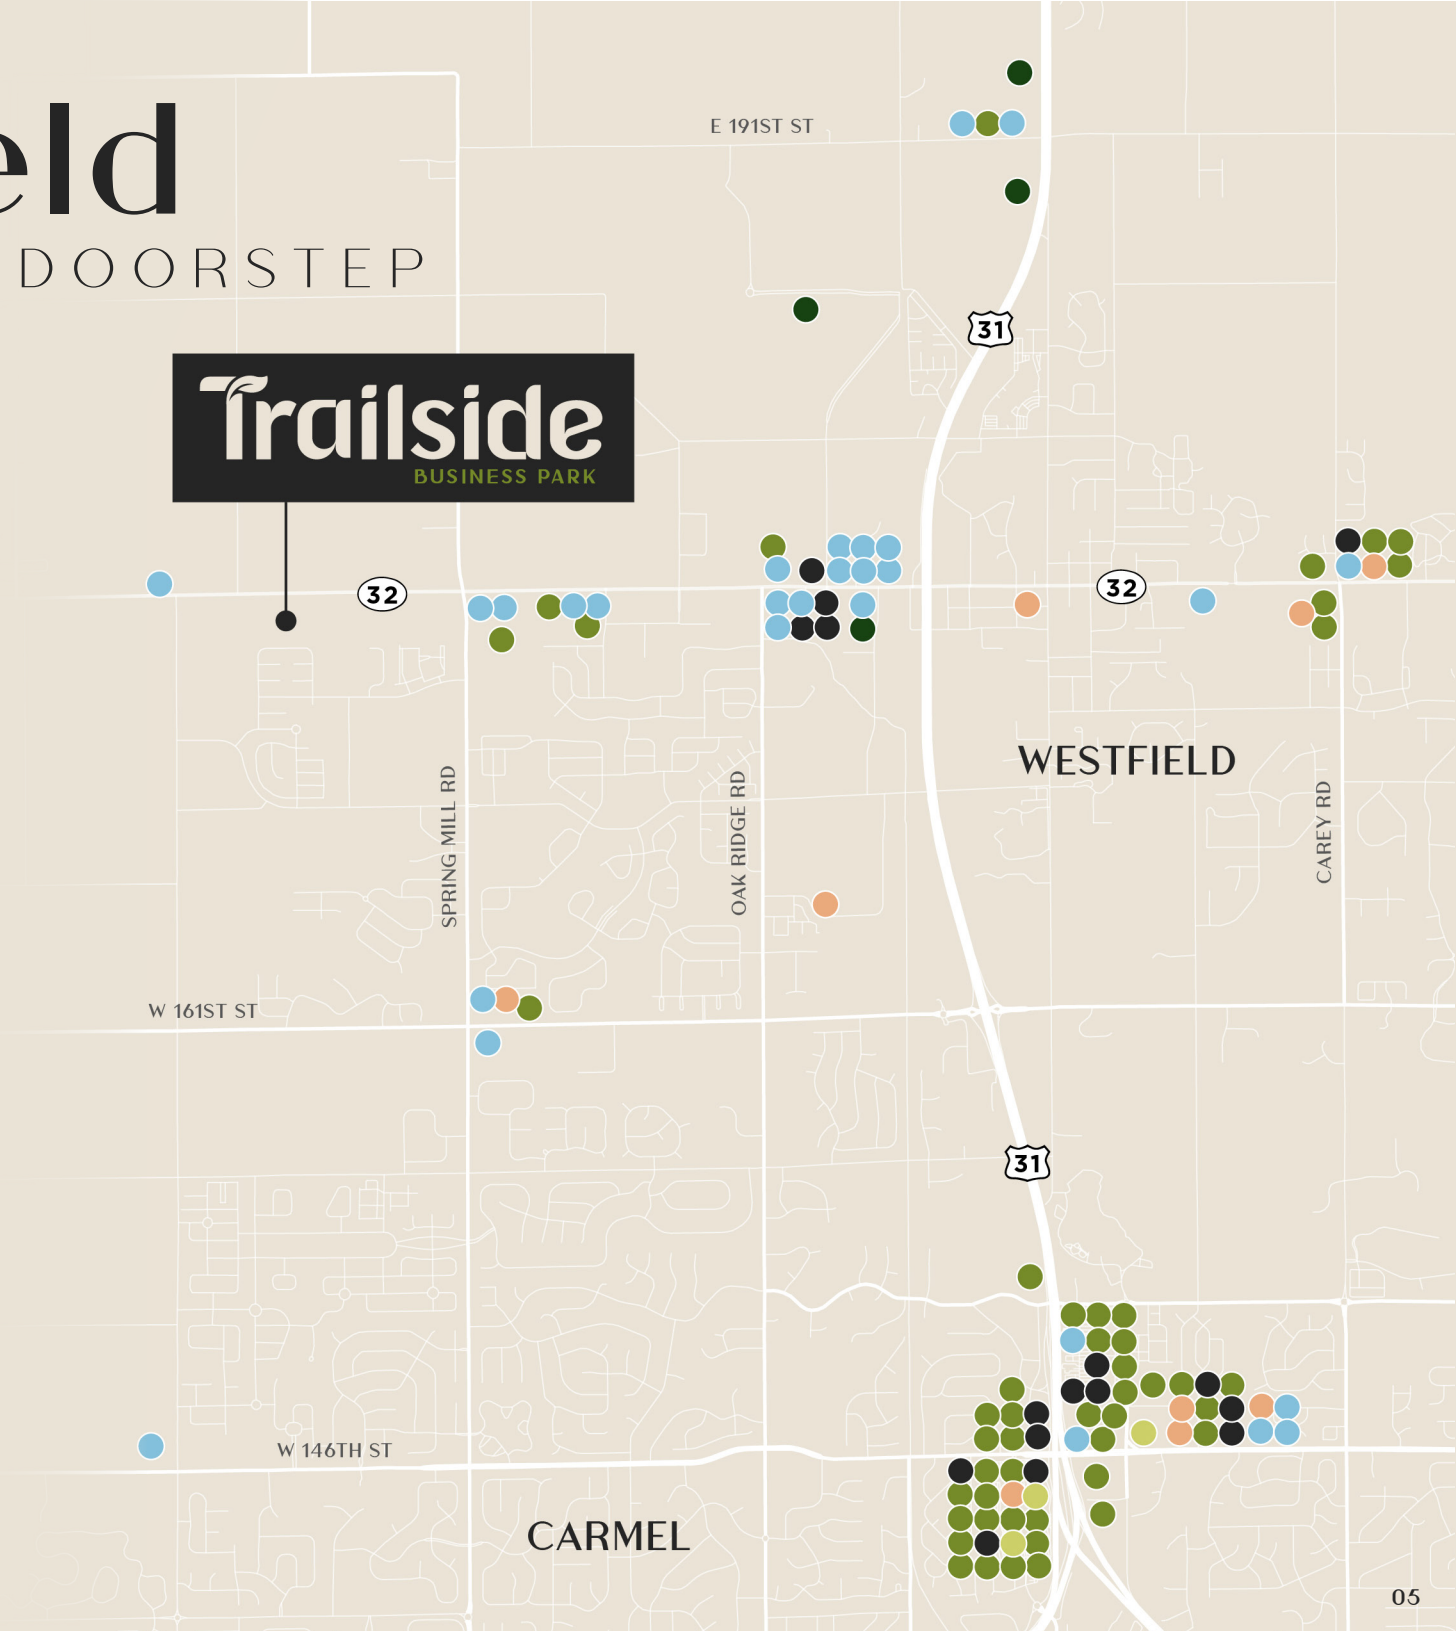 eld
DOORSTEP
E 191ST ST
31
Trailside
BUSINESS PARK
32
32
WESTFIELD
SPRING MILL RD
OAK RIDGE RD
CAREY RD
W 161ST ST
31
W 146TH ST
CARMEL
05